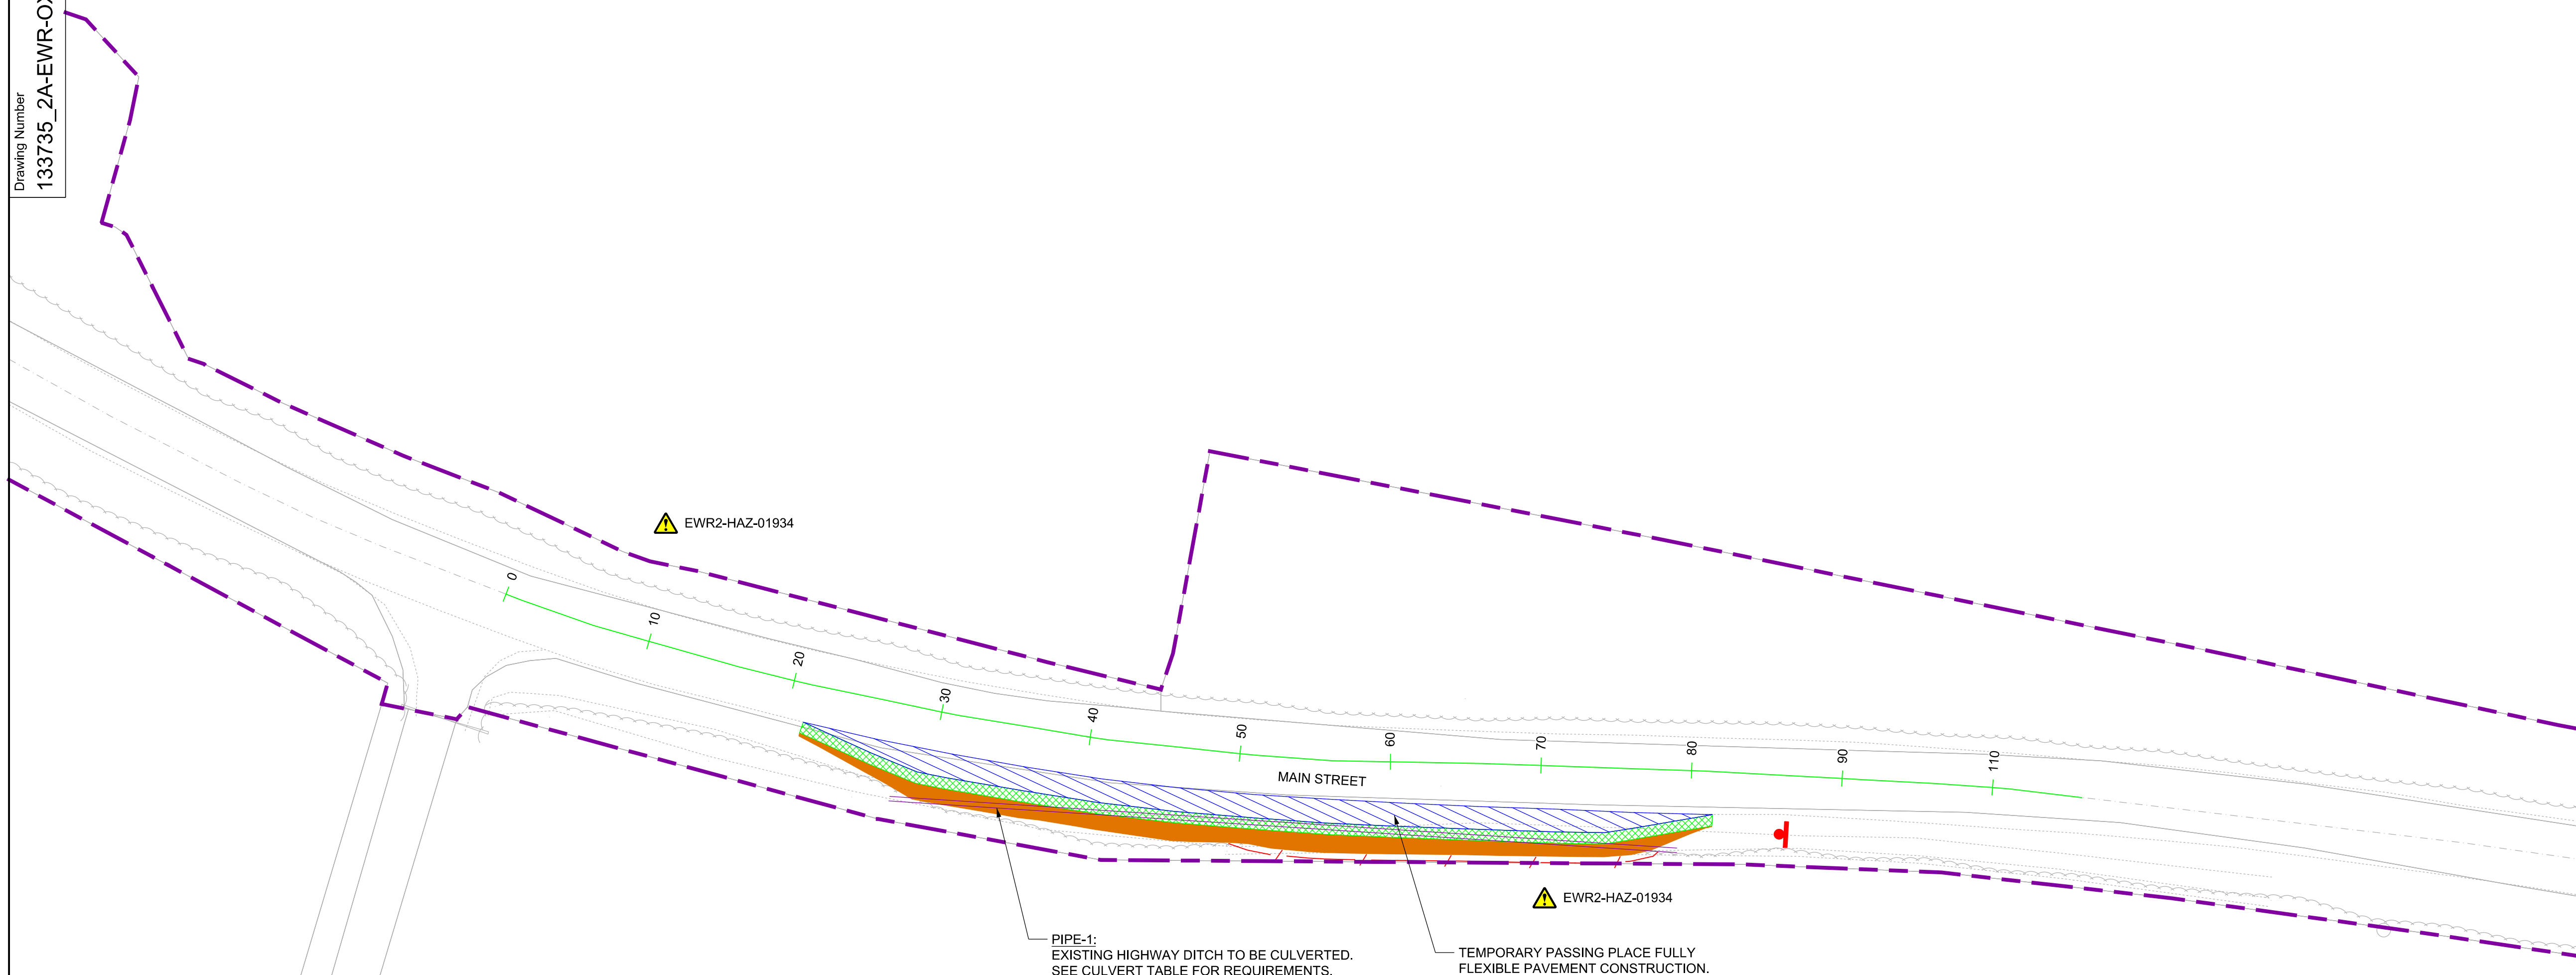 Drawing Number
133735_2A-EWR-OX
EWR2-HAZ-01934
0
10
20
30
40
50
60
70
80
90
110
MAIN STREET
EWR2-HAZ-01934
PIPE-1:
EXISTING HIGHWAY DITCH TO BE CULVERTED.
SEE CULVERT TABLE FOR REQUIREMENTS.
TEMPORARY PASSING PLACE FULLY
FLEXIBLE PAVEMENT CONSTRUCTION.